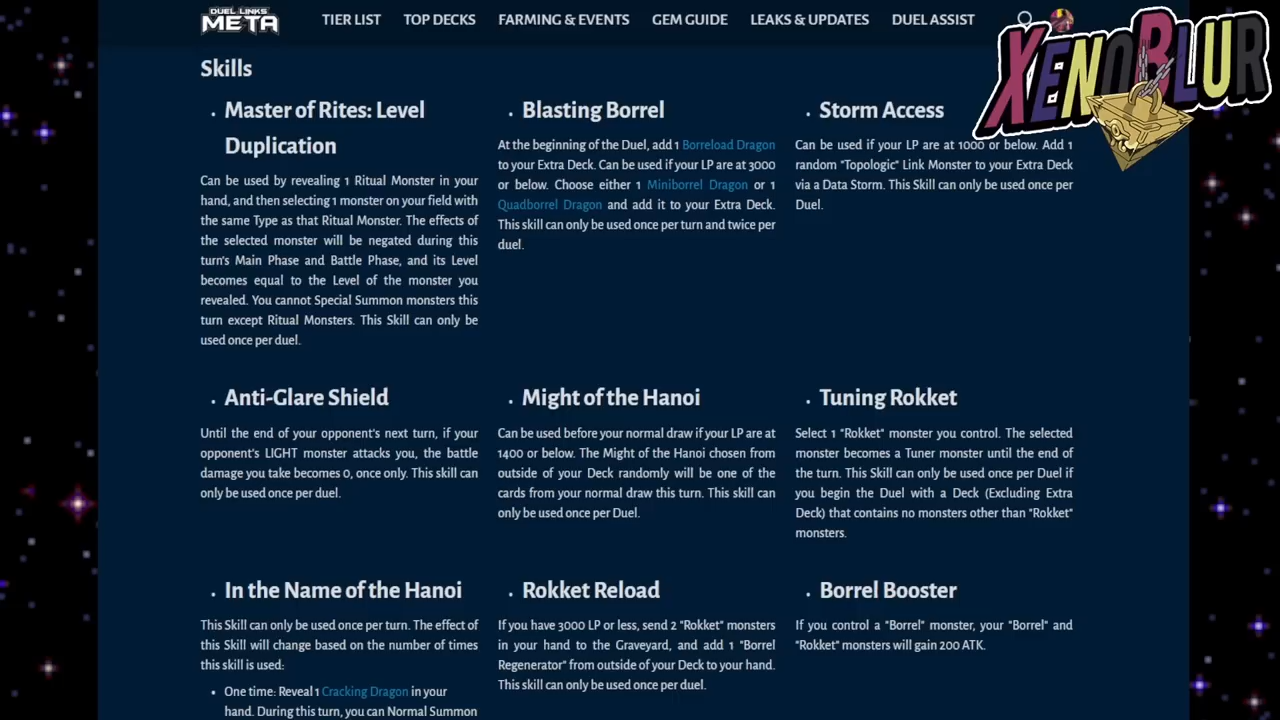 DUEL LINKS
META
TIER LIST
TOP DECKS
FARMING & EVENTS
GEM GUIDE
LEAKS & UPDATES
DUEL ASSIST
XENOBLUR
Skills
• Master of Rites: Level
Duplication
Can be used by revealing 1 Ritual Monster in your
hand, and then selecting 1 monster on your field with
the same Type as that Ritual Monster. The effects of
the selected monster will be negated during this
turn's Main Phase and Battle Phase, and its Level
becomes equal to the Level of the monster you
revealed. You cannot Special Summon monsters this
turn except Ritual Monsters. This Skill can only be
used once per duel.
• Blasting Borrel
At the beginning of the Duel, add 1 Borreload Dragon
to your Extra Deck. Can be used if your LP are at 3000
or below. Choose either 1 Miniborrel Dragon or 1
Quadborrel Dragon and add it to your Extra Deck.
This skill can only be used once per turn and twice per
duel.
• Storm Access
Can be used if your LP are at 1000 or below. Add 1
random "Topologic" Link Monster to your Extra Deck
via a Data Storm. This Skill can only be used once per
Duel.
• Anti-Glare Shield
Until the end of your opponent's next turn, if your
opponent's LIGHT monster attacks you, the battle
damage you take becomes 0, once only. This skill can
only be used once per duel.
• Might of the Hanoi
Can be used before your normal draw if your LP are at
1400 or below. The Might of the Hanoi chosen from
outside of your Deck randomly will be one of the
cards from your normal draw this turn. This skill can
only be used once per Duel.
• Tuning Rokket
Select 1 "Rokket" monster you control. The selected
monster becomes a Tuner monster until the end of
the turn. This Skill can only be used once per Duel if
you begin the Duel with a Deck (Excluding Extra
Deck) that contains no monsters other than "Rokket"
monsters.
• In the Name of the Hanoi
This Skill can only be used once per turn. The effect of
this Skill will change based on the number of times
this skill is used:
• One time: Reveal 1 Cracking Dragon in your
hand. During this turn, you can Normal Summon
• Rokket Reload
If you have 3000 LP or less, send 2 "Rokket" monsters
in your hand to the Graveyard, and add 1 "Borrel
Regenerator" from outside of your Deck to your hand.
This skill can only be used once per duel.
• Borrel Booster
If you control a "Borrel" monster, your "Borrel" and
"Rokket" monsters will gain 200 ATK.